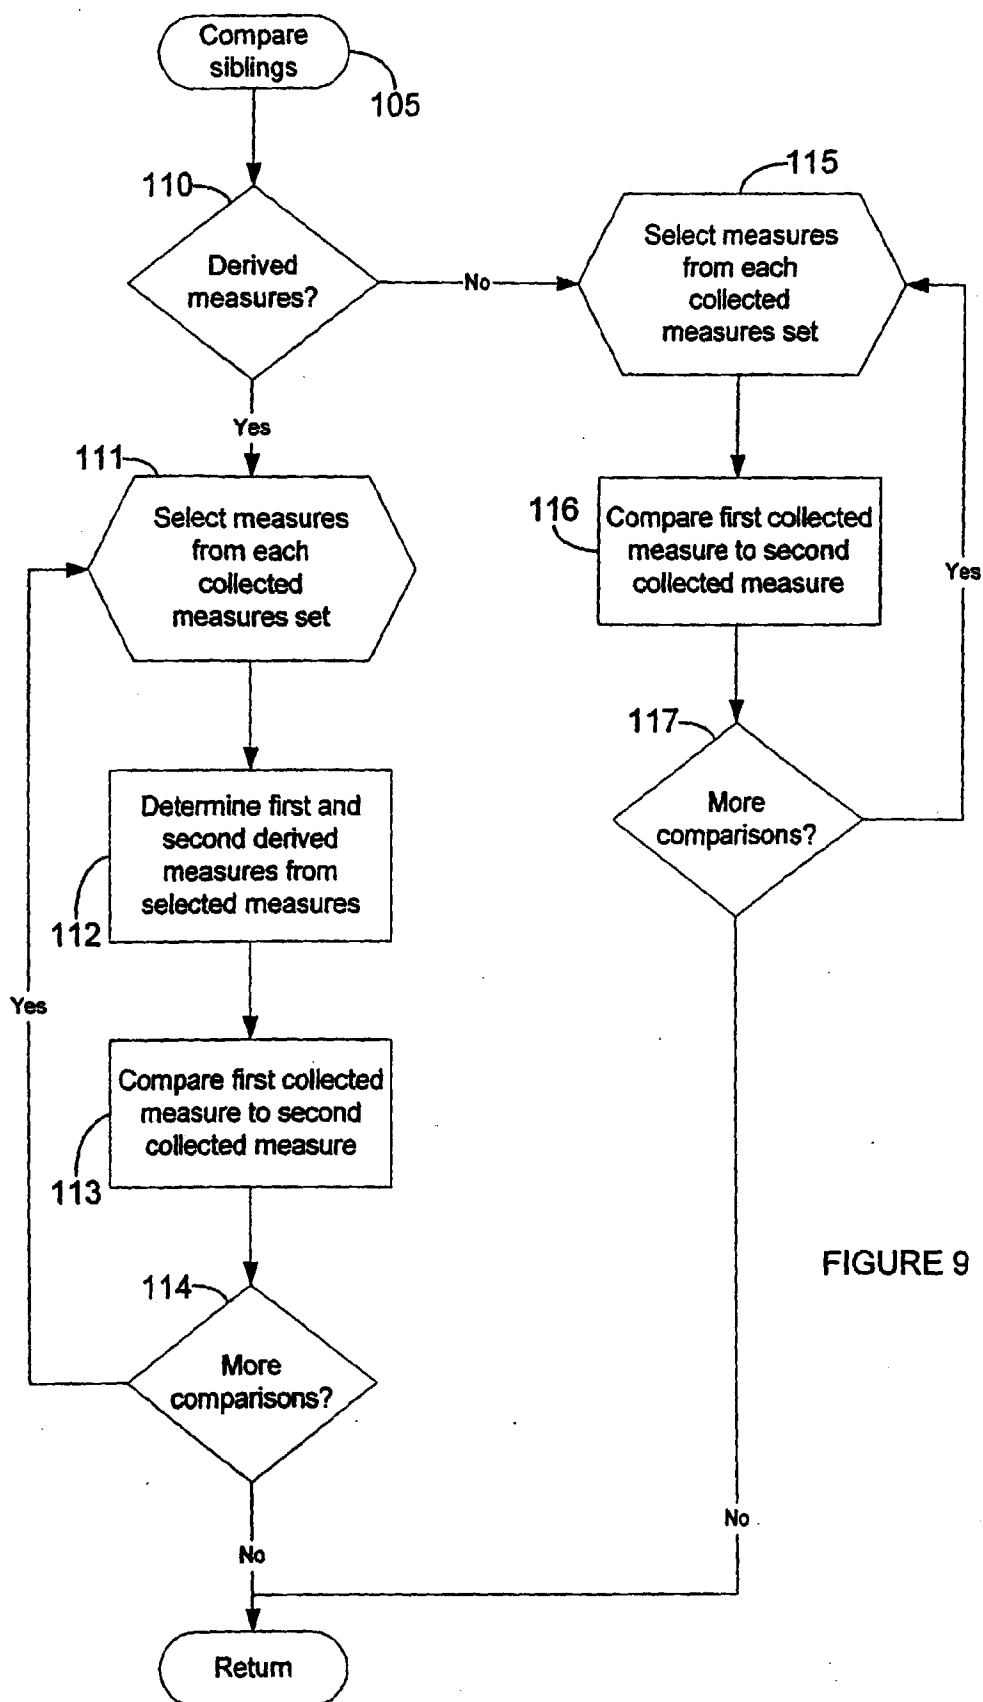 Compare
siblings
105
110
Derived
measures?
No
115
Select measures
from each
collected
measures set
Yes
111
Select measures
from each
collected
measures set
116
Compare first collected
measure to second
collected measure
Yes
117
More
comparisons?
Determine first and
second derived
measures from
selected measures
112
Yes
Compare first collected
measure to second
collected measure
113
FIGURE 9
114
More
comparisons?
No
No
Return